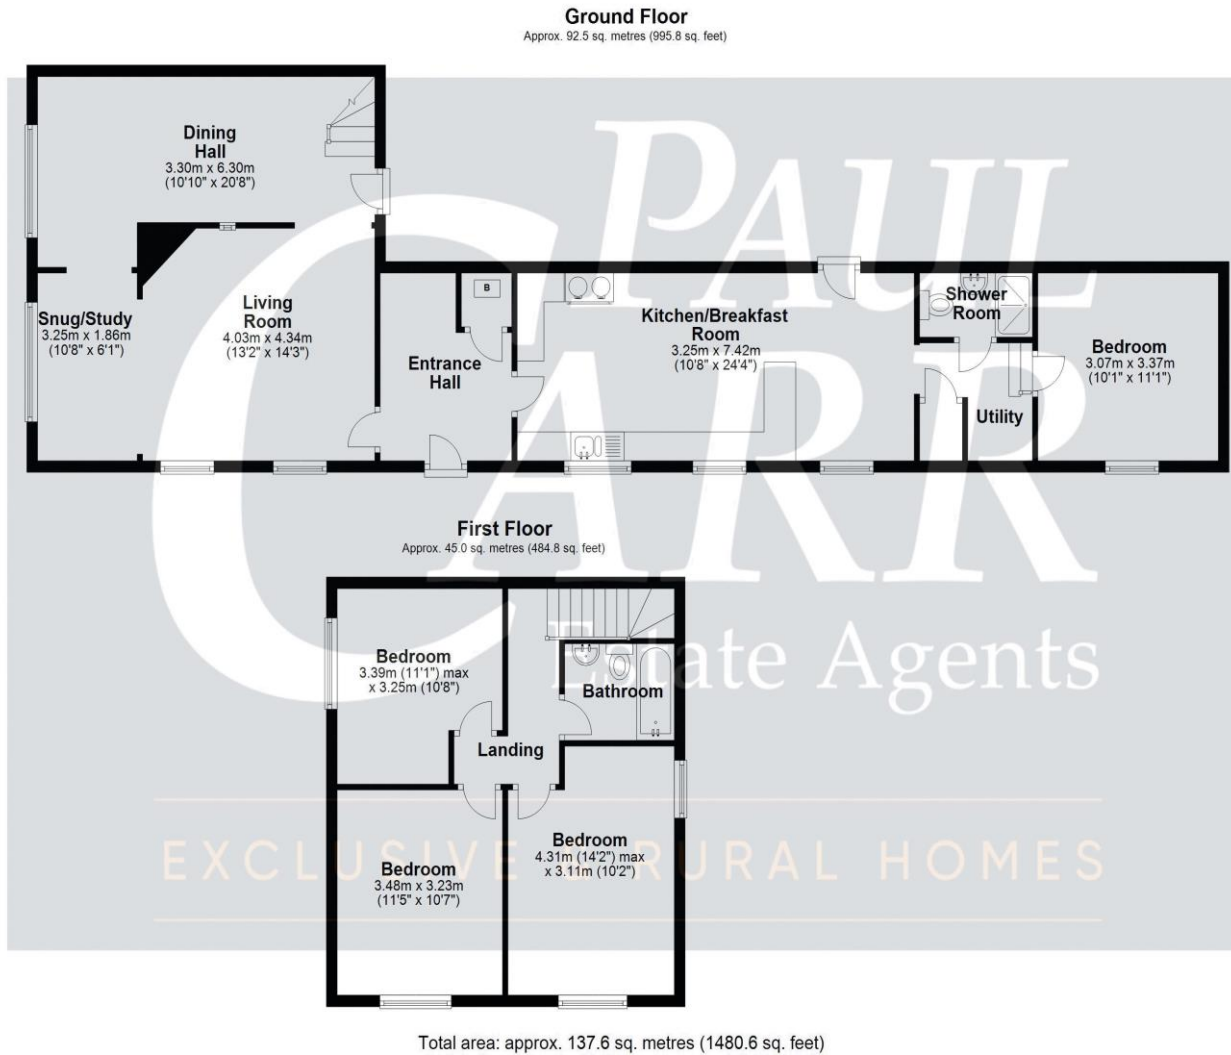 Ground Floor
Approx. 92.5 sq. metres (995.8 sq. feet)
Dining
Hall
3.30m x 6.30m
(10'10" x 20'8")
Snug/Study
3.25m x 1.86m
(10'8" x 6'1")
Living
Room
4.03m x 4.34m
(13'2" x 14'3")
Entrance
Hall
B
Kitchen/Breakfast
Room
3.25m x 7.42m
(10'8" x 24'4")
Shower
Room
Utility
Bedroom
3.07m x 3.37m
(10'1" x 11'1")
PAUL
CARR
Estate Agents
EXCLUSIVE & RURAL HOMES
First Floor
Approx. 45.0 sq. metres (484.8 sq. feet)
Bedroom
3.39m (11'1") max
x 3.25m (10'8")
Bathroom
Landing
Bedroom
3.48m x 3.23m
(11'5" x 10'7")
Bedroom
4.31m (14'2") max
x 3.11m (10'2")
Total area: approx. 137.6 sq. metres (1480.6 sq. feet)